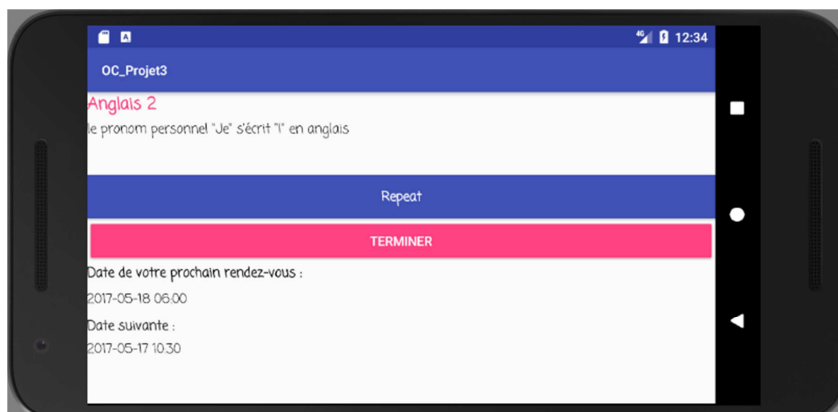 4G 12:34
OC_Projet3
Anglais 2
le pronom personnel "Je" s'écrit "I" en anglais
Repeat
TERMINER
Date de votre prochain rendez-vous :
2017-05-18 06:00
Date suivante :
2017-05-17 10:30